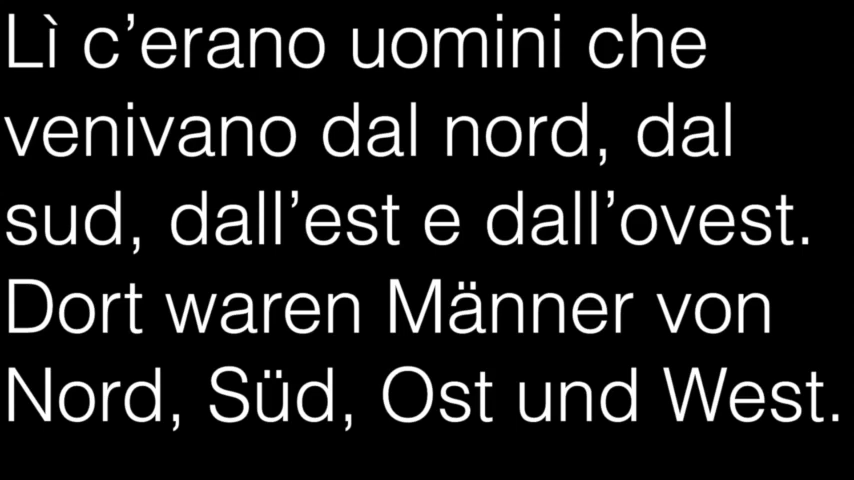 Lì c’erano uomini che
venivano dal nord, dal
sud, dall’est e dall’ovest.
Dort waren Männer von
Nord, Süd, Ost und West.